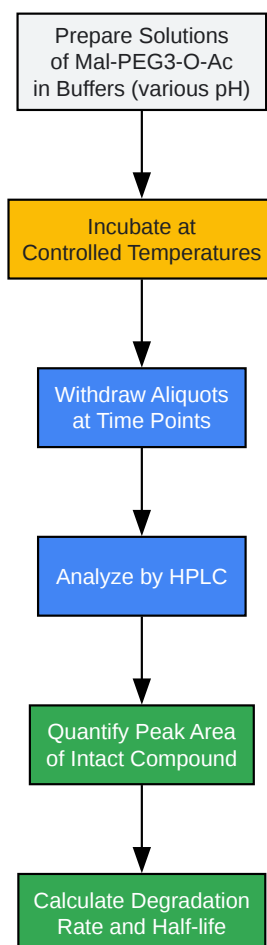 Prepare Solutions
of Mal-PEG3-O-Ac
in Buffers (various pH)
Incubate at
Controlled Temperatures
Withdraw Aliquots
at Time Points
Analyze by HPLC
Quantify Peak Area
of Intact Compound
Calculate Degradation
Rate and Half-life